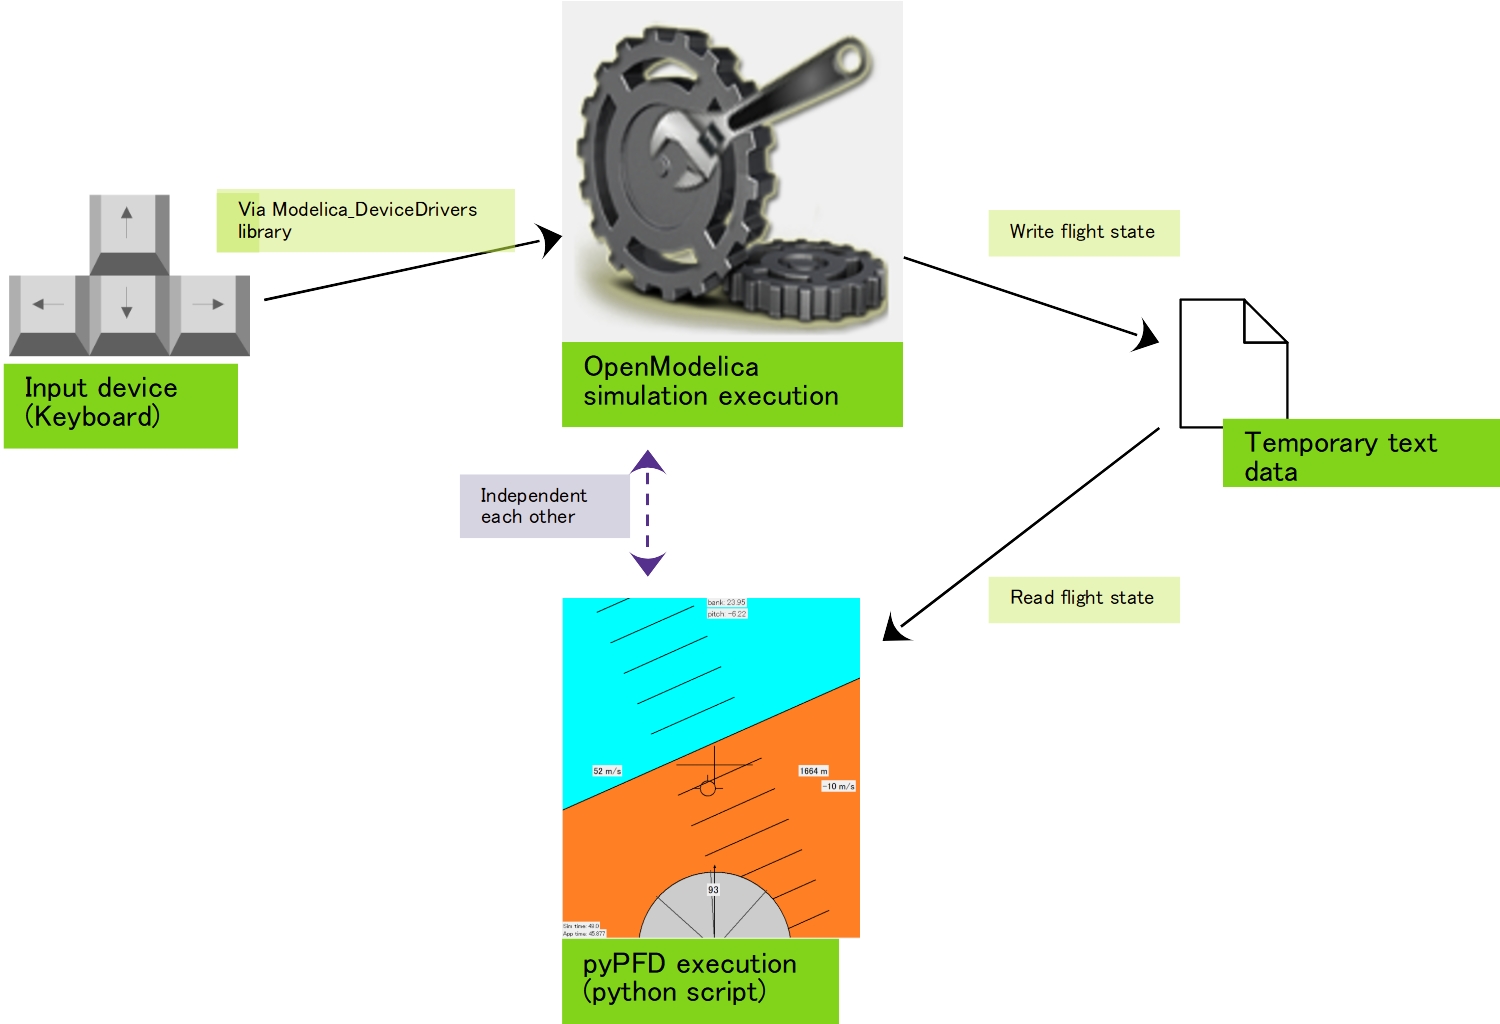 Via Modelica_DeviceDrivers
library
Input device
(Keyboard)
OpenModelica
simulation execution
Write flight state
Temporary text
data
Independent
each other
Read flight state
bank: 23.95
pitch: -6.22
52 m/s
1664 m
-10 m/s
93
Sim time: 49.0
App time: 45.877
pyPFD execution
(python script)